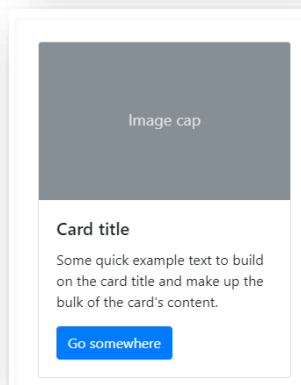 Image cap
Card title
Some quick example text to build
on the card title and make up the
bulk of the card's content.
Go somewhere